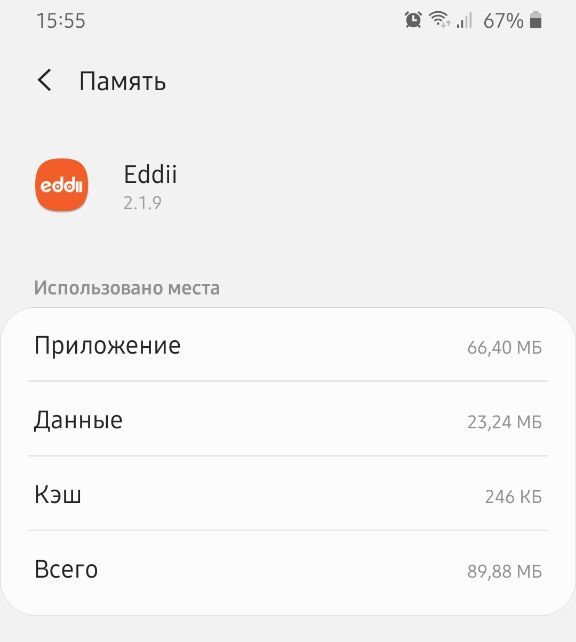 15:55 67%
Память
eddii
Eddii
2.1.9
Использовано места
Приложение 66,40 МБ
Данные 23,24 МБ
Кэш 246 КБ
Всего 89,88 МБ